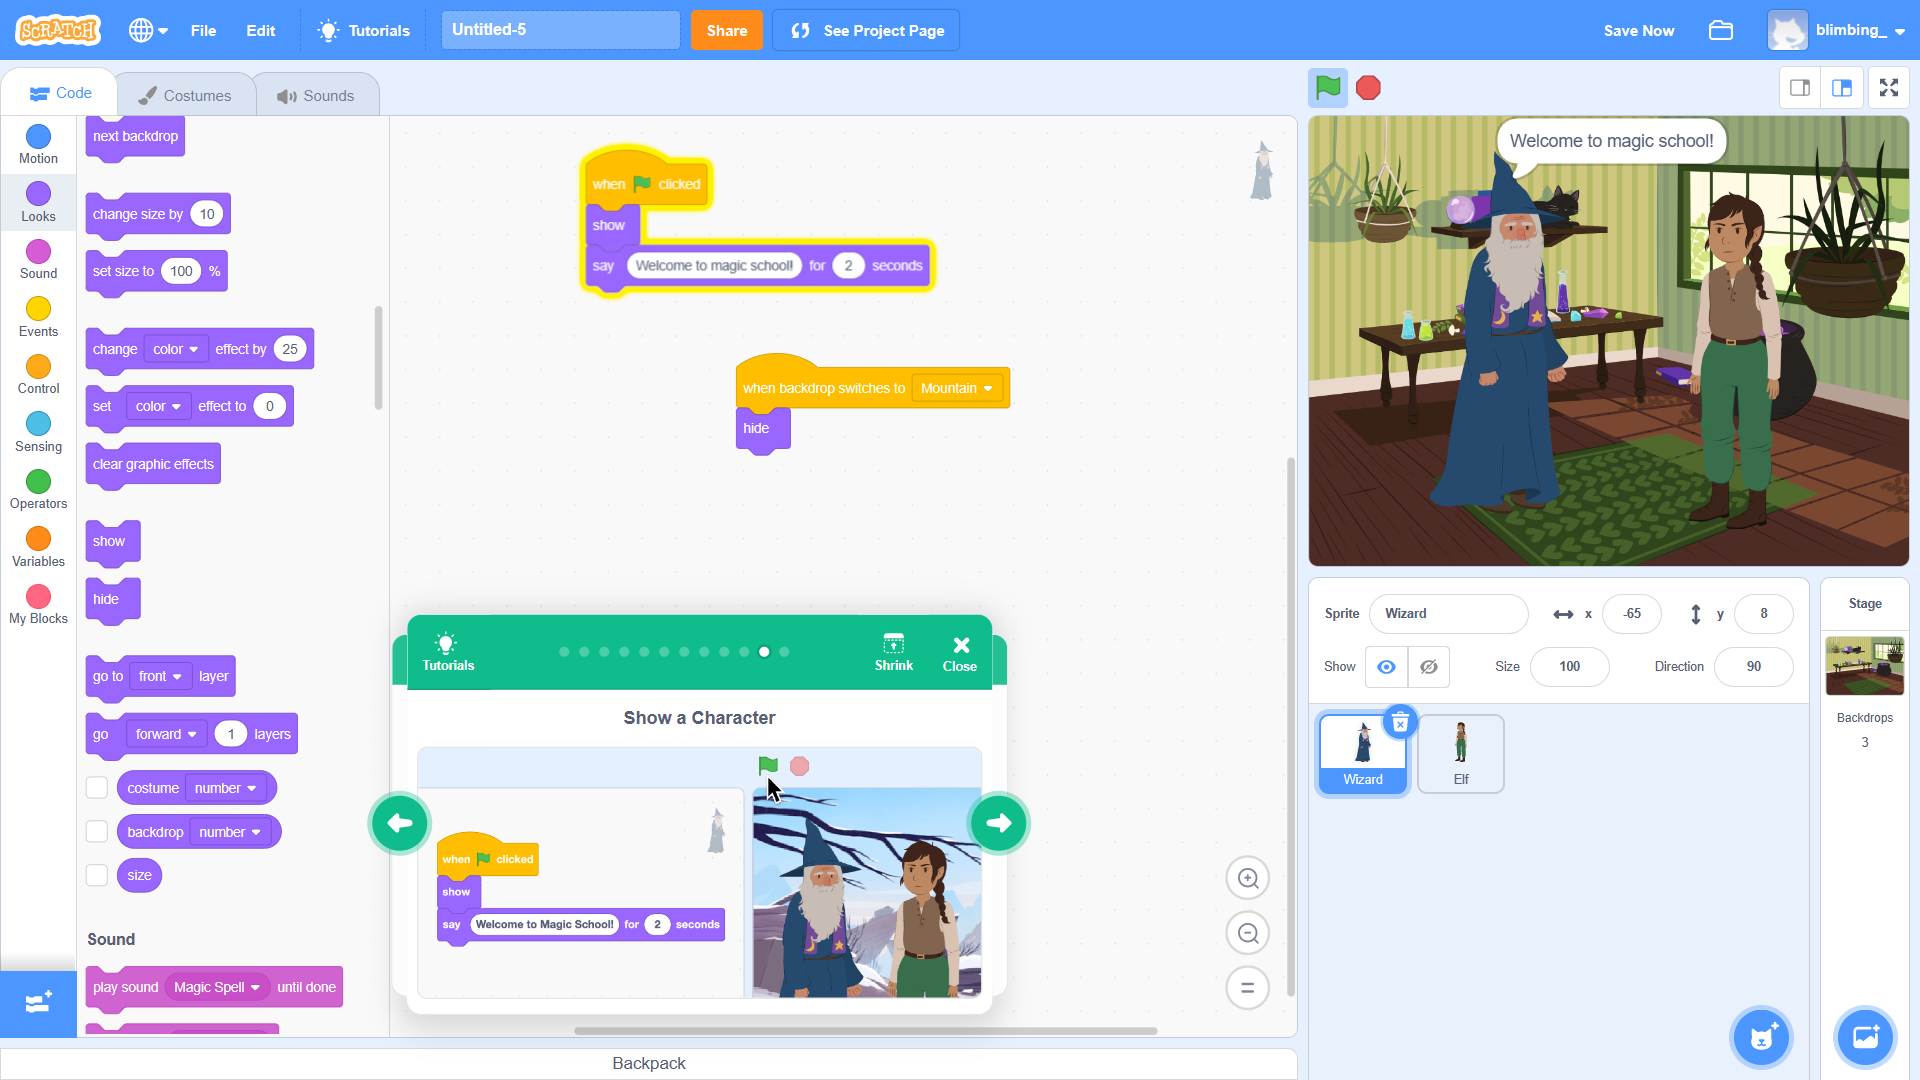 SCRATCH
File
Edit
Tutorials
Untitled-5
Share
See Project Page
Save Now
blimbing_
Code
Costumes
Sounds
Motion
Looks
Sound
Events
Control
Sensing
Operators
Variables
My Blocks
next backdrop
change size by 10
set size to 100 %
change color effect by 25
set color effect to 0
clear graphic effects
show
hide
go to front layer
go forward 1 layers
costume number
backdrop number
size
Sound
play sound Magic Spell until done
when clicked
show
say Welcome to magic school! for 2 seconds
when backdrop switches to Mountain
hide
Tutorials
Shrink
Close
Show a Character
when clicked
show
say Welcome to Magic School! for 2 seconds
Backpack
Welcome to magic school!
Sprite Wizard x -65 y 8
Show Size 100 Direction 90
Wizard
Elf
Stage
Backdrops
3